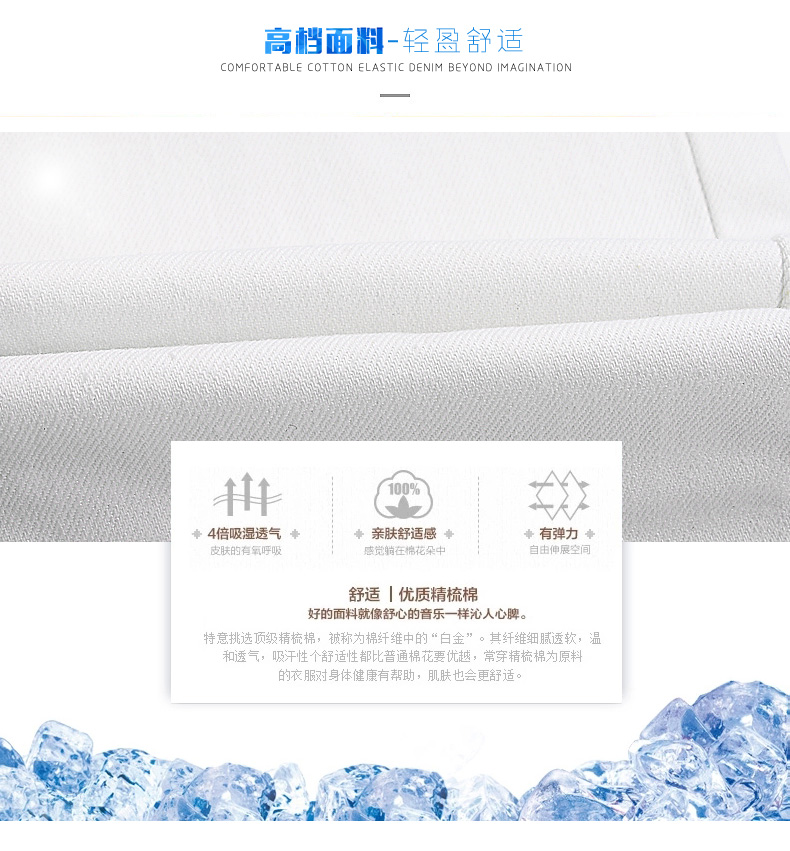 高档面料-轻盈舒适
COMFORTABLE COTTON ELASTIC DENIM BEYOND IMAGINATION
100%
4倍吸湿透气
皮肤的有氧呼吸
亲肤舒适感
感觉躺在棉花朵中
有弹力
自由伸展空间
舒适 | 优质精梳棉
好的面料就像舒心的音乐一样沁人心脾。
特意挑选顶级精梳棉，被称为棉纤维中的“白金”。其纤维细腻透软，温
和透气，吸汗性个舒适性都比普通棉花要优越，常穿精梳棉为原料
的衣服对身体健康有帮助，肌肤也会更舒适。